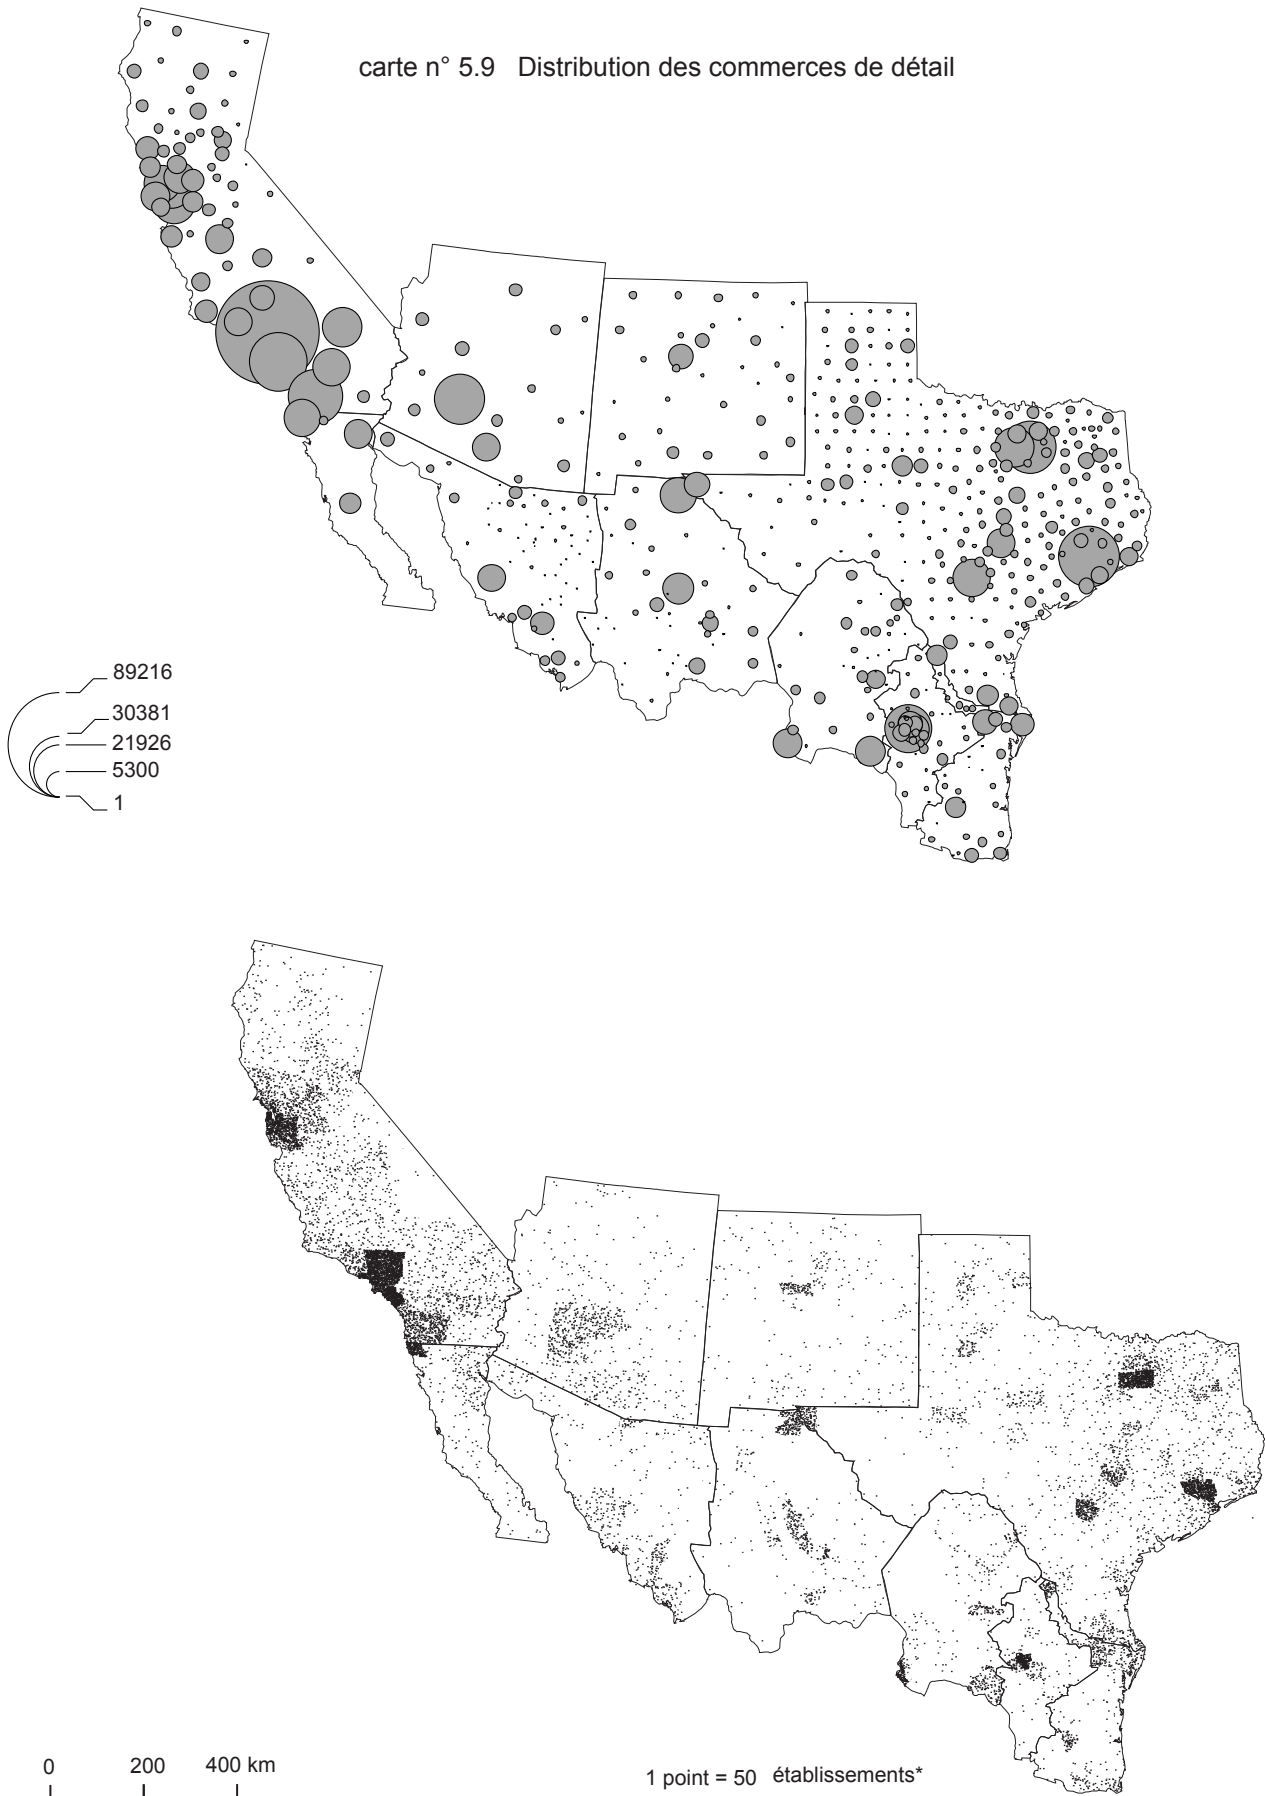 carte n° 5.9 Distribution des commerces de détail
89216
30381
21926
5300
1
0 200 400 km
1 point = 50 établissements*